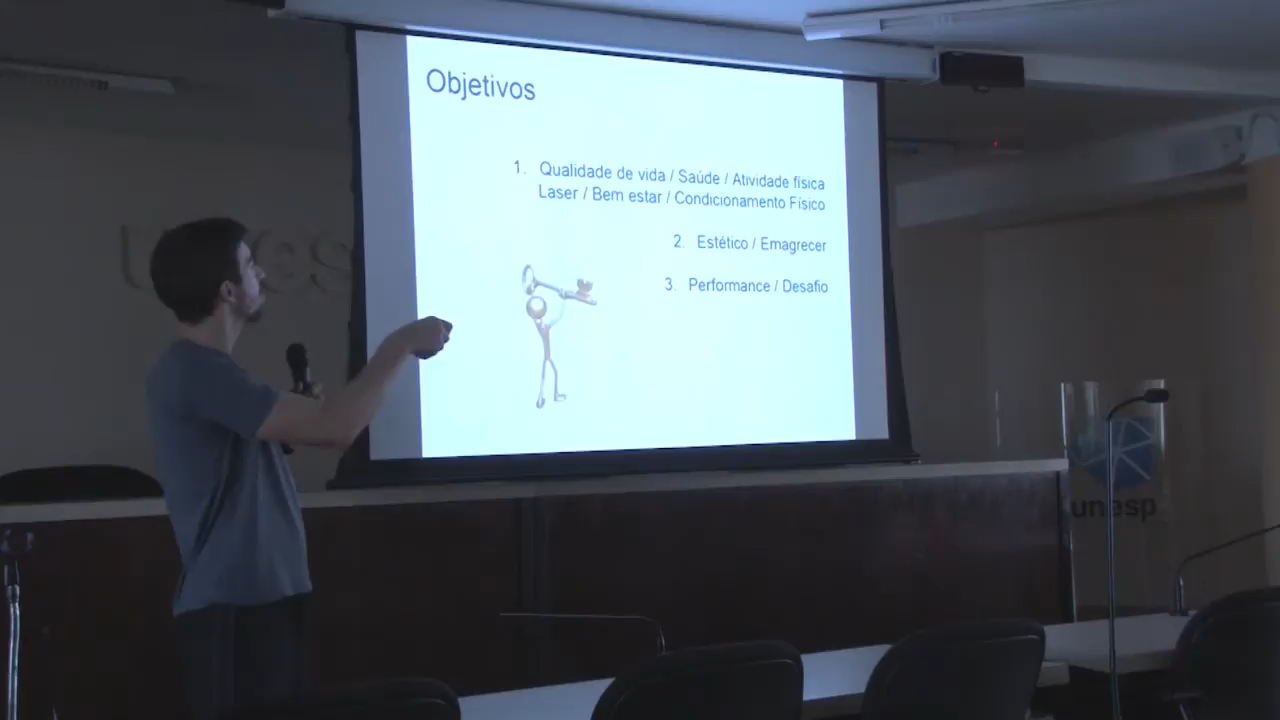 Objetivos
1. Qualidade de vida / Saúde / Atividade física
Laser / Bem estar / Condicionamento Físico
2. Estético / Emagrecer
3. Performance / Desafio
unesp